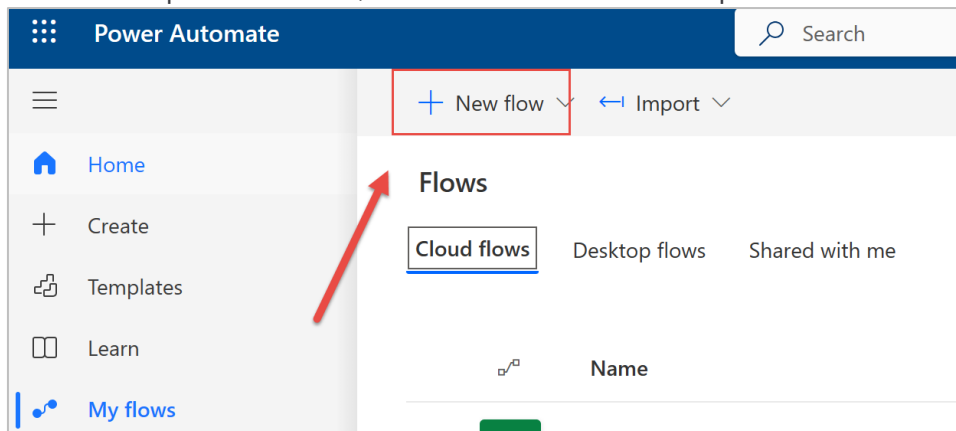 Power Automate
Search
New flow
Import
Home
Flows
Create
Cloud flows
Desktop flows
Shared with me
Templates
Learn
Name
My flows